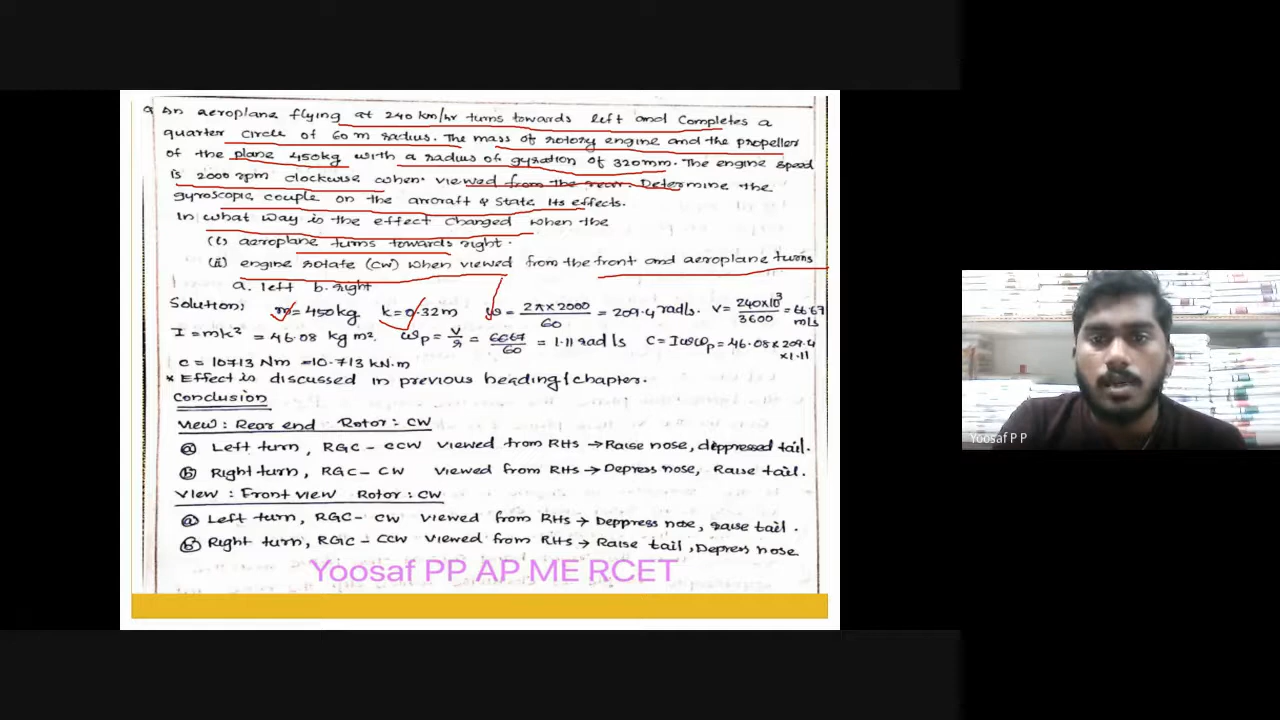 An aeroplane flying at 240 km/hr turns towards left and completes a
quarter circle of 60 m radius. The mass of rotory engine and the propeller
of the plane 450kg with a radius of gyration of 320mm. The engine speed
is 2000 rpm clockwise when viewed from the rear. Determine the
gyroscopic couple on the aircraft & state its effects.
In what way is the effect changed when the
(i) aeroplane turns towards right.
(ii) engine rotate (CW) when viewed from the front and aeroplane turns
a. left b. right
Solution; m = 450kg k = 0.32m ω = 2π×2000/60 = 209.4 rad/s. V = 240×10³/3600 = 66.67 m/s
I = mk² = 46.08 kg m². ωp = v/r = 6667/60 = 1.11 rad/s C = Iωωp = 46.08×209.4 ×1.11
c = 10713 Nm = 10.713 kN.m
* Effect is discussed in previous heading/chapter.
Conclusion
View: Rear end Rotor: CW
ⓐ Left turn, RGC – CCW viewed from RHS → Raise nose, deppressed tail.
ⓑ Right turn, RGC – CW viewed from RHS → Depress nose, Raise tail.
View: Front view Rotor: CW
ⓐ Left turn, RGC – CW viewed from RHS → Deppress nose, raise tail.
ⓑ Right turn, RGC – CCW viewed from RHS → Raise tail, Depress nose.
Yoosaf PP AP ME RCET
Yoosaf P P